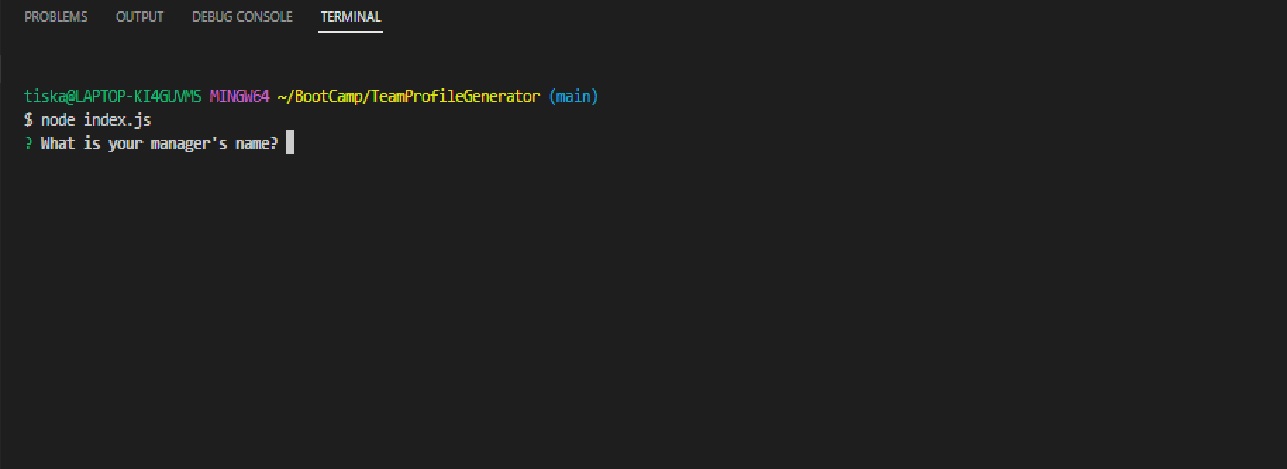 PROBLEMS OUTPUT DEBUG CONSOLE TERMINAL
tiska@LAPTOP-KI4GUVMS MINGW64 ~/BootCamp/TeamProfileGenerator (main)
$ node index.js
? What is your manager's name?